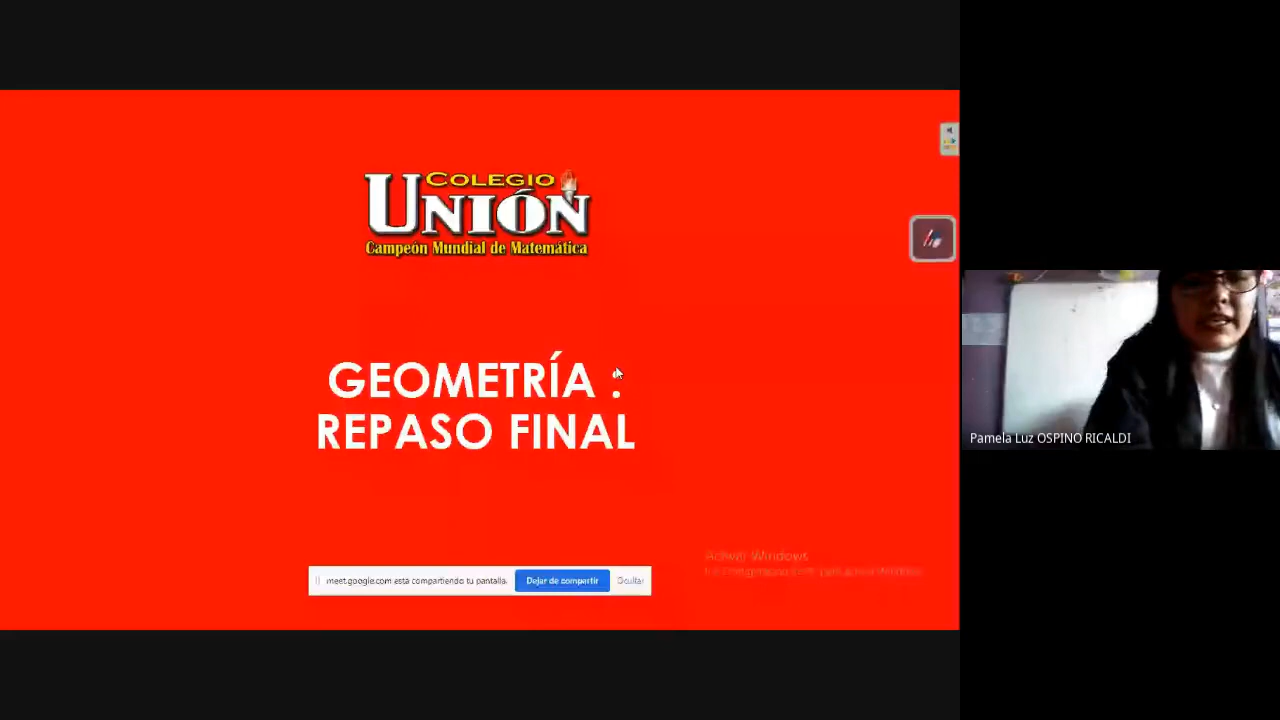 COLEGIO
UNIÓN
Campeón Mundial de Matemática
GEOMETRÍA :
REPASO FINAL
Pamela Luz OSPINO RICALDI
Activar Windows
meet.google.com está compartiendo tu pantalla.
Dejar de compartir
Ocultar